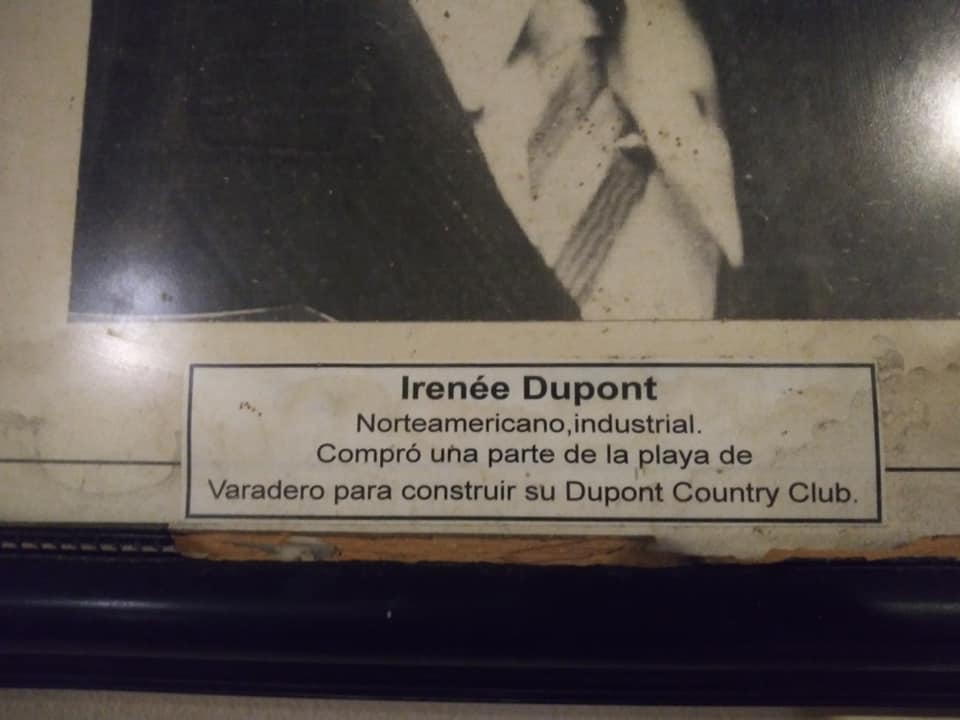 Irenée Dupont
Norteamericano,industrial.
Compró una parte de la playa de
Varadero para construir su Dupont Country Club.